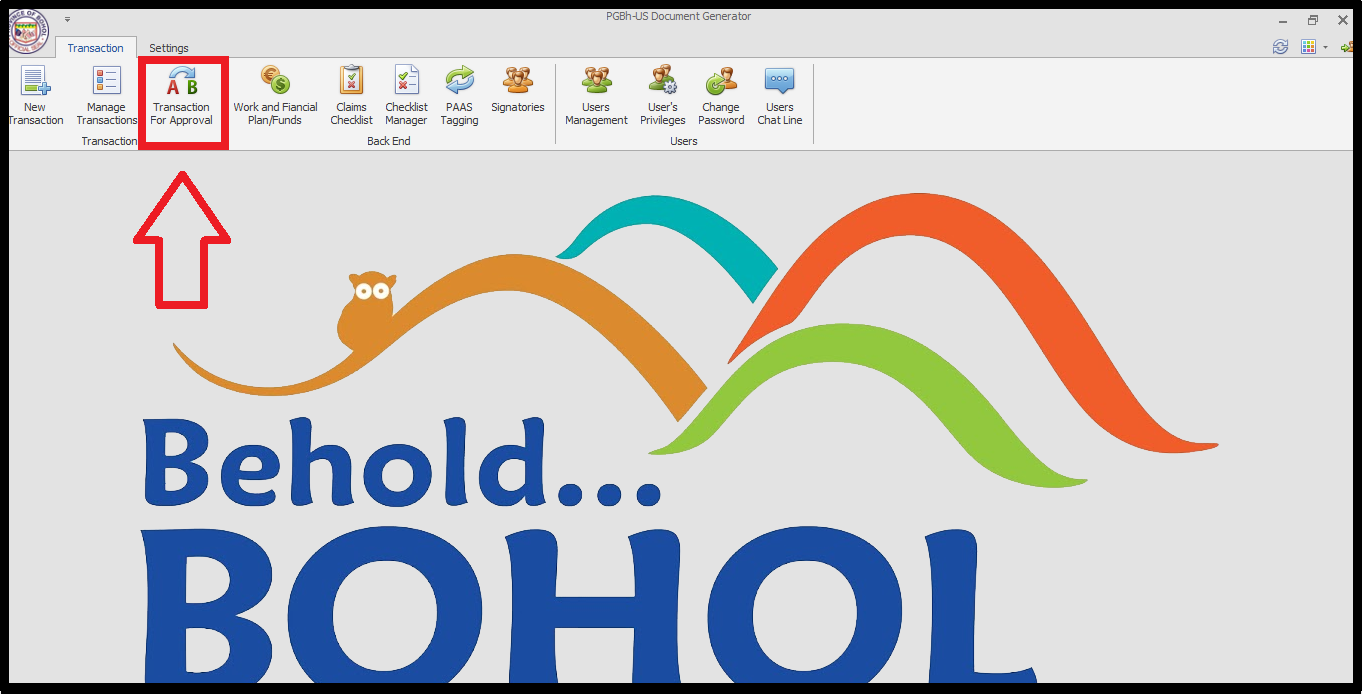 PGBh-US Document Generator
Transaction
Settings
New
Transaction
Manage
Transactions
Transaction
For Approval
Work and Fiancial
Plan/Funds
Claims
Checklist
Checklist
Manager
PAAS
Tagging
Signatories
Users
Management
User's
Privileges
Change
Password
Users
Chat Line
Transaction
Back End
Users
Behold...
BOHOL